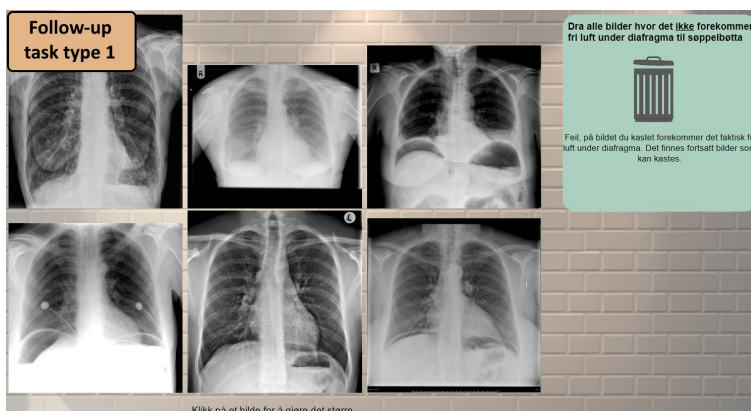 Follow-up
task type 1
Dra alle bilder hvor det ikke forekommer
fri luft under diafragma til søppelbøtta
Feil, på bildet du kastet forekommer det faktisk
luft under diafragma. Det finnes fortsatt bilder som
kan kastes.
R
R
L
L
Klikk på et bilde for å gjøre det større